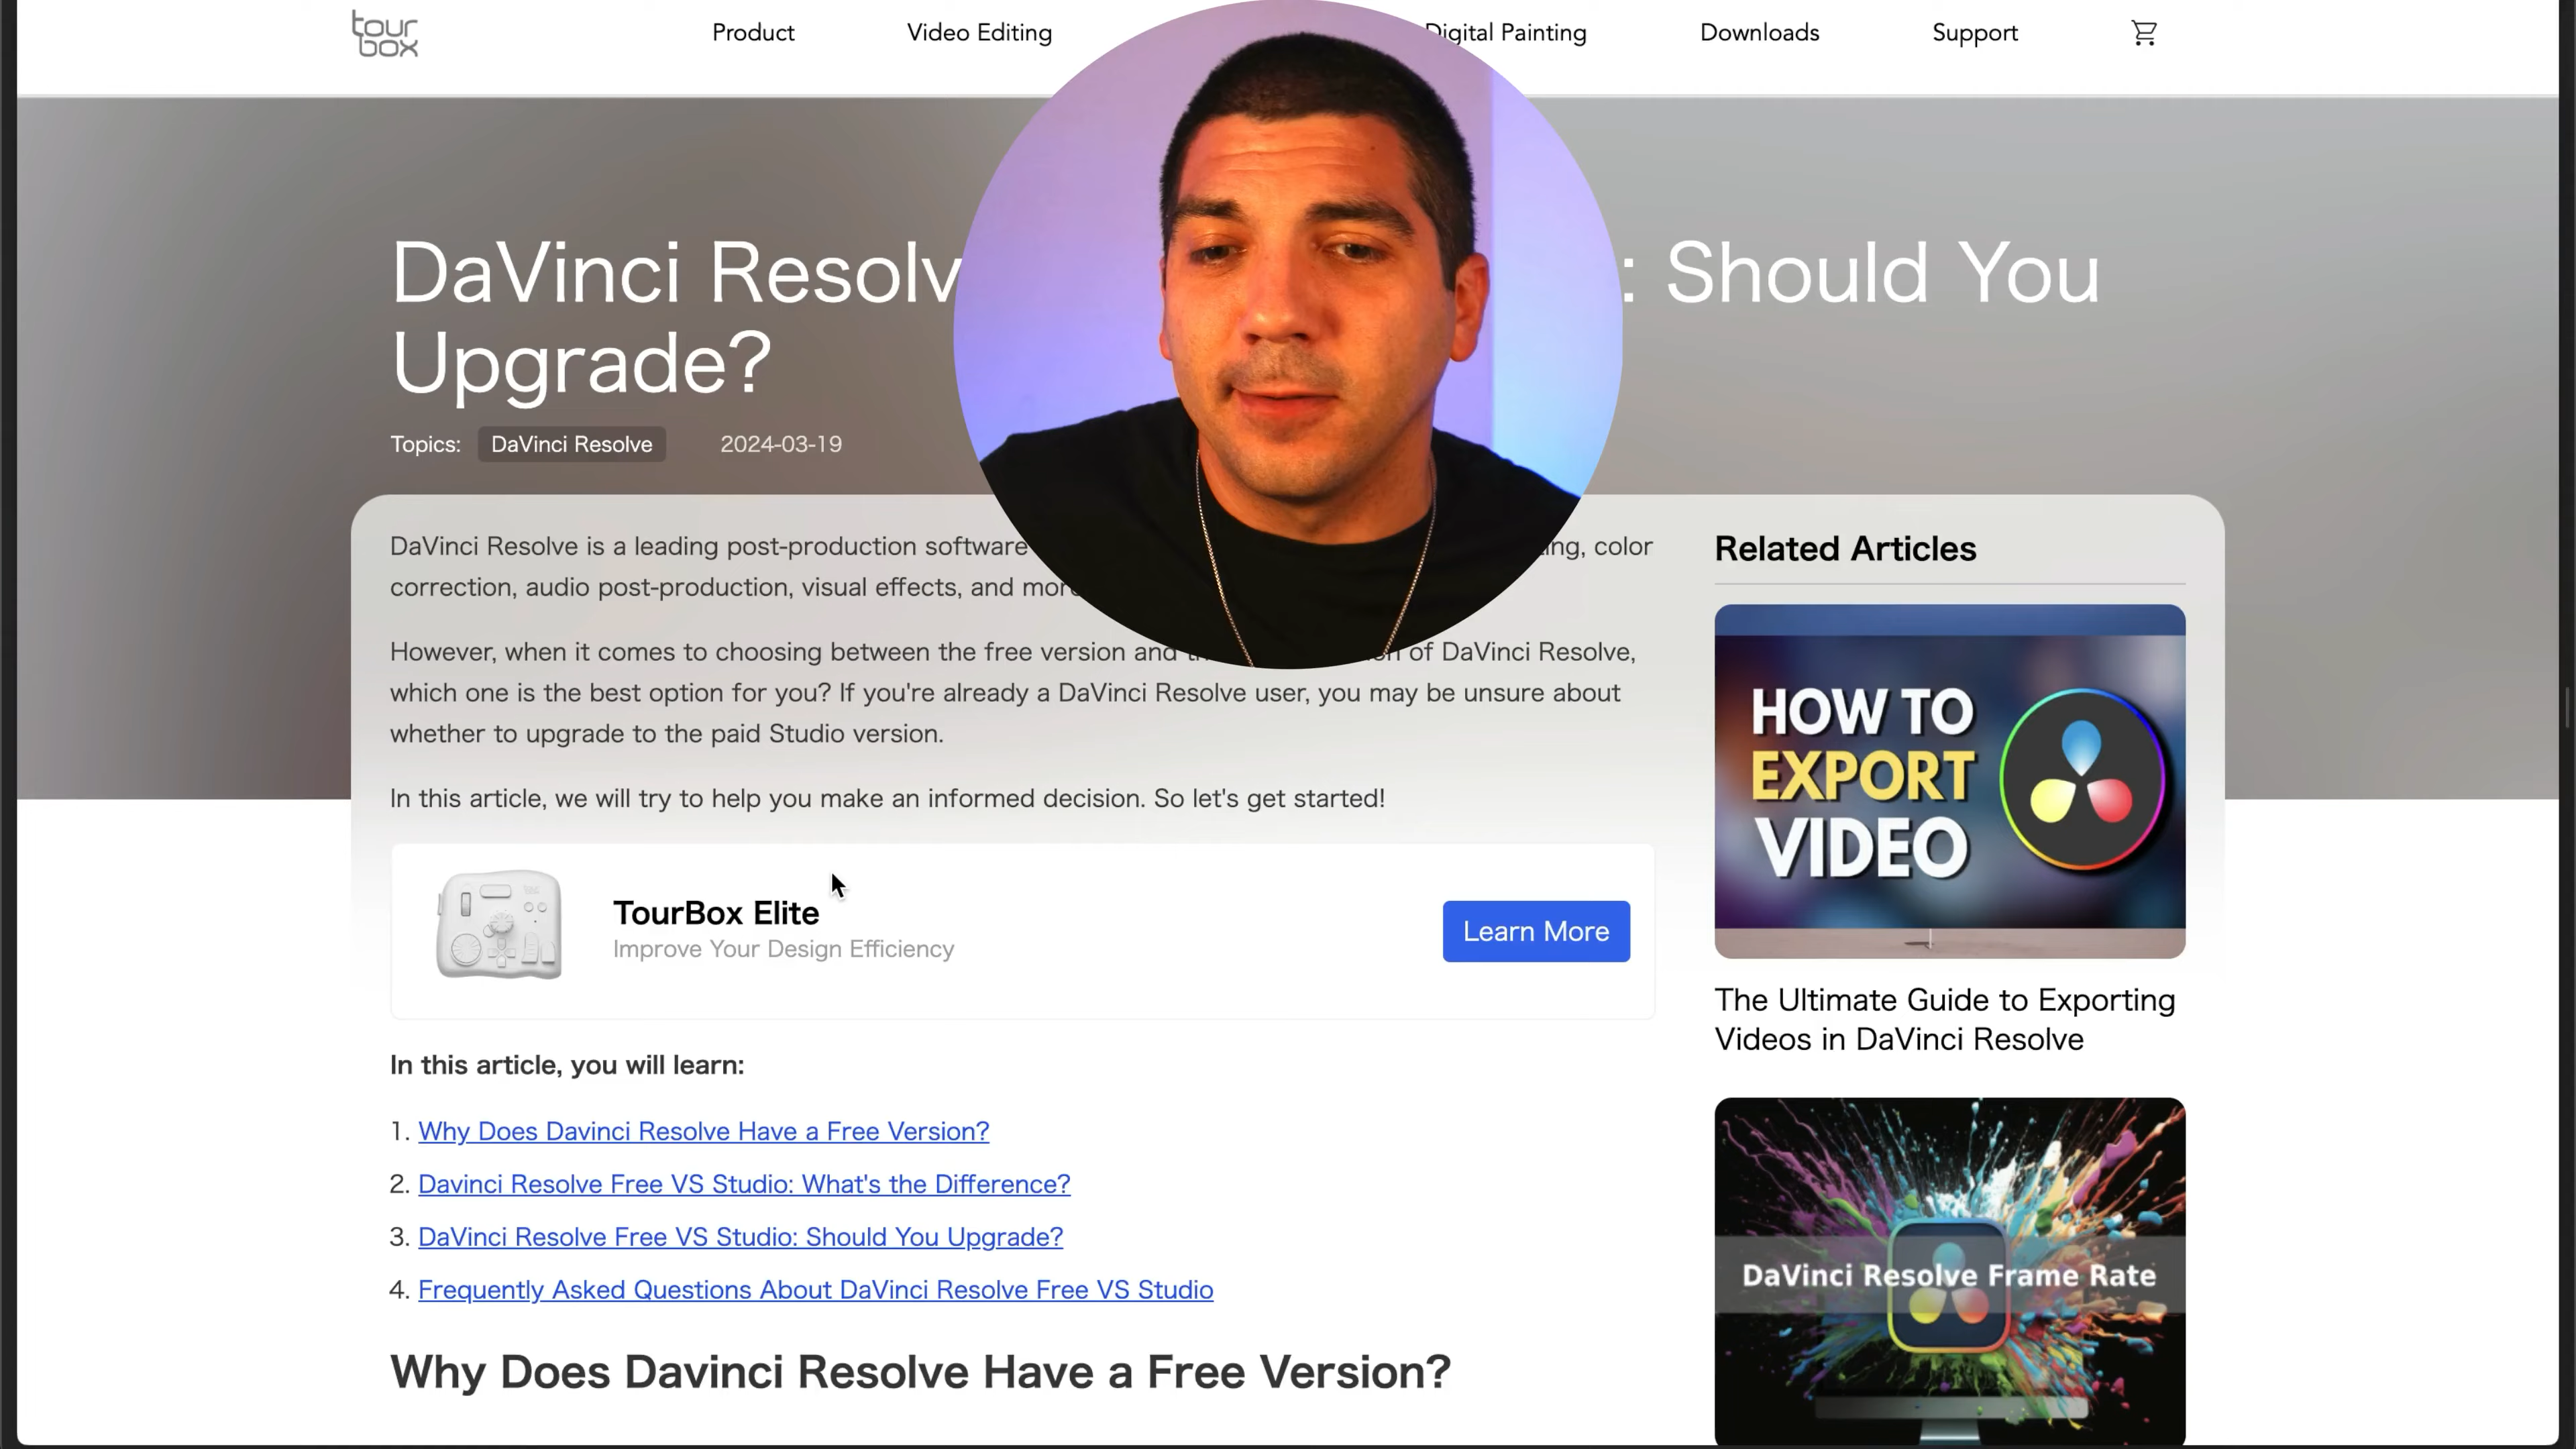 tour
box
Product
Video Editing
Digital Painting
Downloads
Support
DaVinci Resolv : Should You
Upgrade?
Topics: DaVinci Resolve 2024-03-19
DaVinci Resolve is a leading post-production software color
correction, audio post-production, visual effects, and more
However, when it comes to choosing between the free version and of DaVinci Resolve,
which one is the best option for you? If you're already a DaVinci Resolve user, you may be unsure about
whether to upgrade to the paid Studio version.
In this article, we will try to help you make an informed decision. So let's get started!
TourBox Elite
Improve Your Design Efficiency
Learn More
In this article, you will learn:
1. Why Does Davinci Resolve Have a Free Version?
2. Davinci Resolve Free VS Studio: What's the Difference?
3. DaVinci Resolve Free VS Studio: Should You Upgrade?
4. Frequently Asked Questions About DaVinci Resolve Free VS Studio
Why Does Davinci Resolve Have a Free Version?
Related Articles
HOW TO
EXPORT
VIDEO
The Ultimate Guide to Exporting
Videos in DaVinci Resolve
DaVinci Resolve Frame Rate